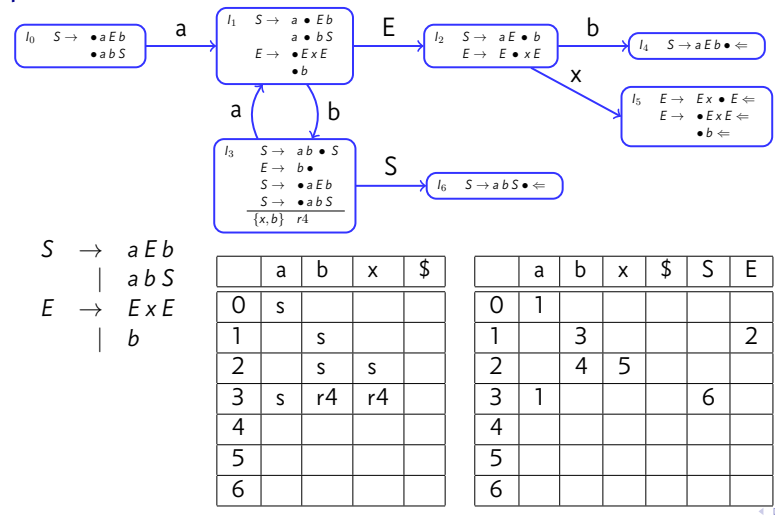 I0 S → • a E b
• a b S
a
I1 S → a • E b
a • b S
E → • E x E
• b
E
I2 S → a E • b
E → E • x E
b
I4 S → a E b • ⇐
x
I5 E → E x • E ⇐
E → • E x E ⇐
• b ⇐
a
b
I3 S → a b • S
E → b •
S → • a E b
S → • a b S
{x, b} r4
S
I6 S → a b S • ⇐
S → a E b
| a b S
E → E x E
| b
a b x $
0 s
1 s
2 s s
3 s r4 r4
4
5
6
a b x $ S E
0 1
1 3 2
2 4 5
3 1 6
4
5
6